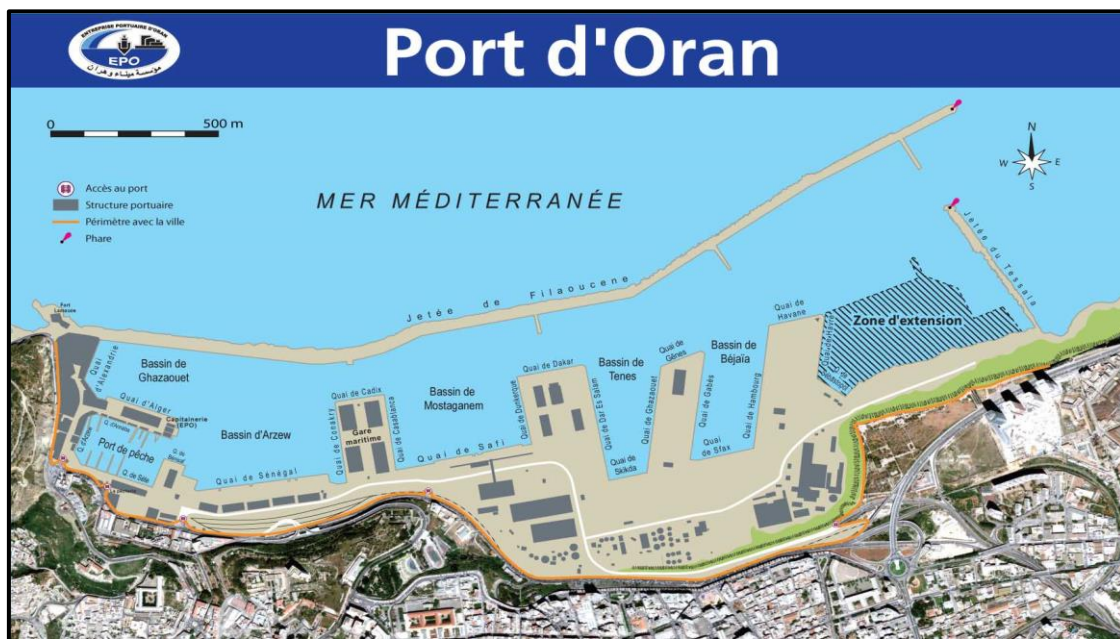 ENTREPRISE PORTUAIRE D'ORAN
EPO
مؤسسة ميناء وهران
Port d'Oran
0 500 m
Accès au port
Structure portuaire
Périmètre avec la ville
Phare
MER MÉDITERRANÉE
N
W E
S
Jetée de Filaoucene
Jetée du Tessala
Zone d'extension
Quai de Havane
Fort Lamoune
Quai d'Alexandrie
Bassin de Ghazaouet
Quai d'Alger
Capitainerie (EPO)
Port de pêche
Bassin d'Arzew
Quai de Sénégal
Quai de Conakry
Quai de Cadix
Gare maritime
Quai de Casablanca
Bassin de Mostaganem
Quai de Safi
Quai de Dunkerque
Quai de Dakar
Bassin de Tenes
Quai de Dar Es Salam
Quai de Skikda
Quai de Ghazaouet
Quai de Gênes
Bassin de Béjaïa
Quai de Gabès
Quai de Sfax
Quai de Hambourg